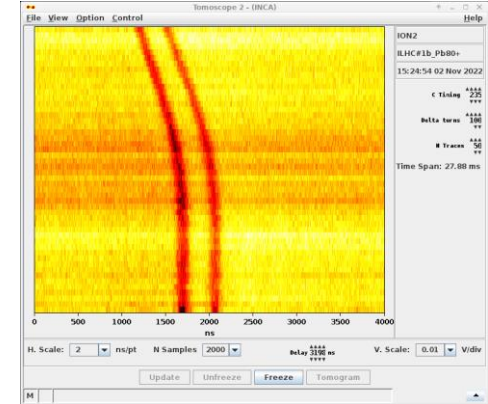 Tomoscope 2 - (INCA)
File View Option Control Help
ION2
ILHC#1b_Pb80+
15:24:54 02 Nov 2022
C Timing 235
Delta turns 100
N Traces 50
Time Span: 27.88 ms
0 500 1000 1500 2000 2500 3000 3500 4000
ns
H. Scale: 2 ns/pt N Samples 2000 Delay 3198 ns V. Scale: 0.01 V/div
Update Unfreeze Freeze Tomogram
M